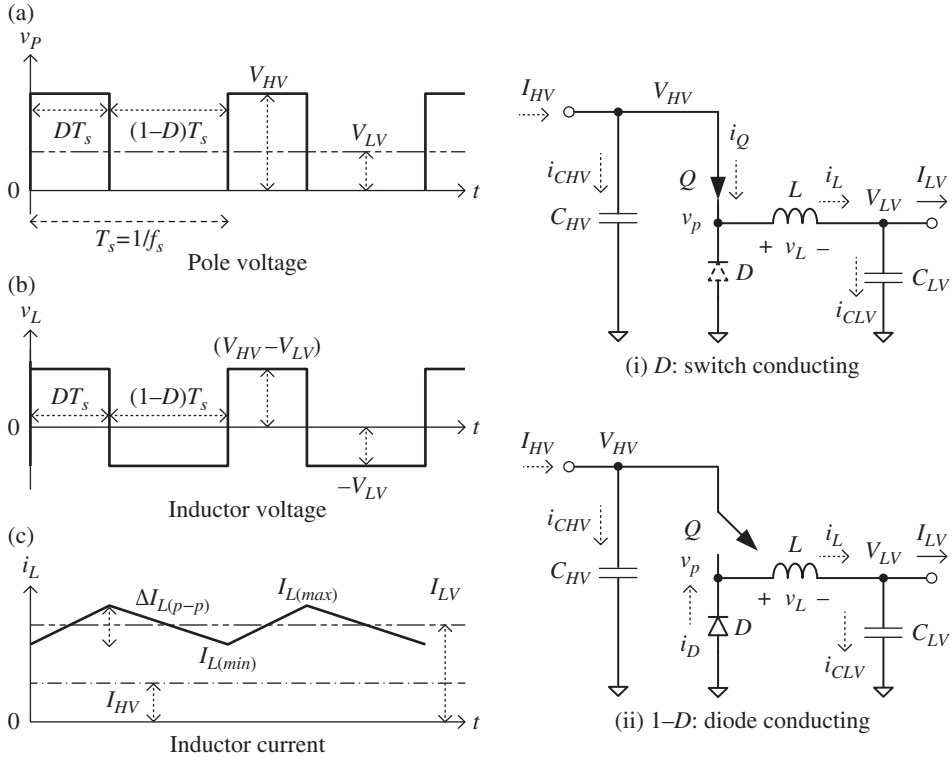 (a)
v_P
V_HV
DT_s
(1–D)T_s
V_LV
0
t
T_s=1/f_s
Pole voltage
(b)
v_L
(V_HV –V_LV)
DT_s
(1–D)T_s
0
t
–V_LV
Inductor voltage
(c)
i_L
ΔI_L(p–p)
I_L(max)
I_LV
I_L(min)
I_HV
0
t
Inductor current
I_HV
V_HV
i_Q
i_CHV
Q
L
i_L
V_LV
I_LV
C_HV
v_p
+ v_L –
D
C_LV
i_CLV
(i) D: switch conducting
I_HV
V_HV
i_CHV
Q
L
i_L
V_LV
I_LV
C_HV
v_p
+ v_L –
D
C_LV
i_D
i_CLV
(ii) 1–D: diode conducting